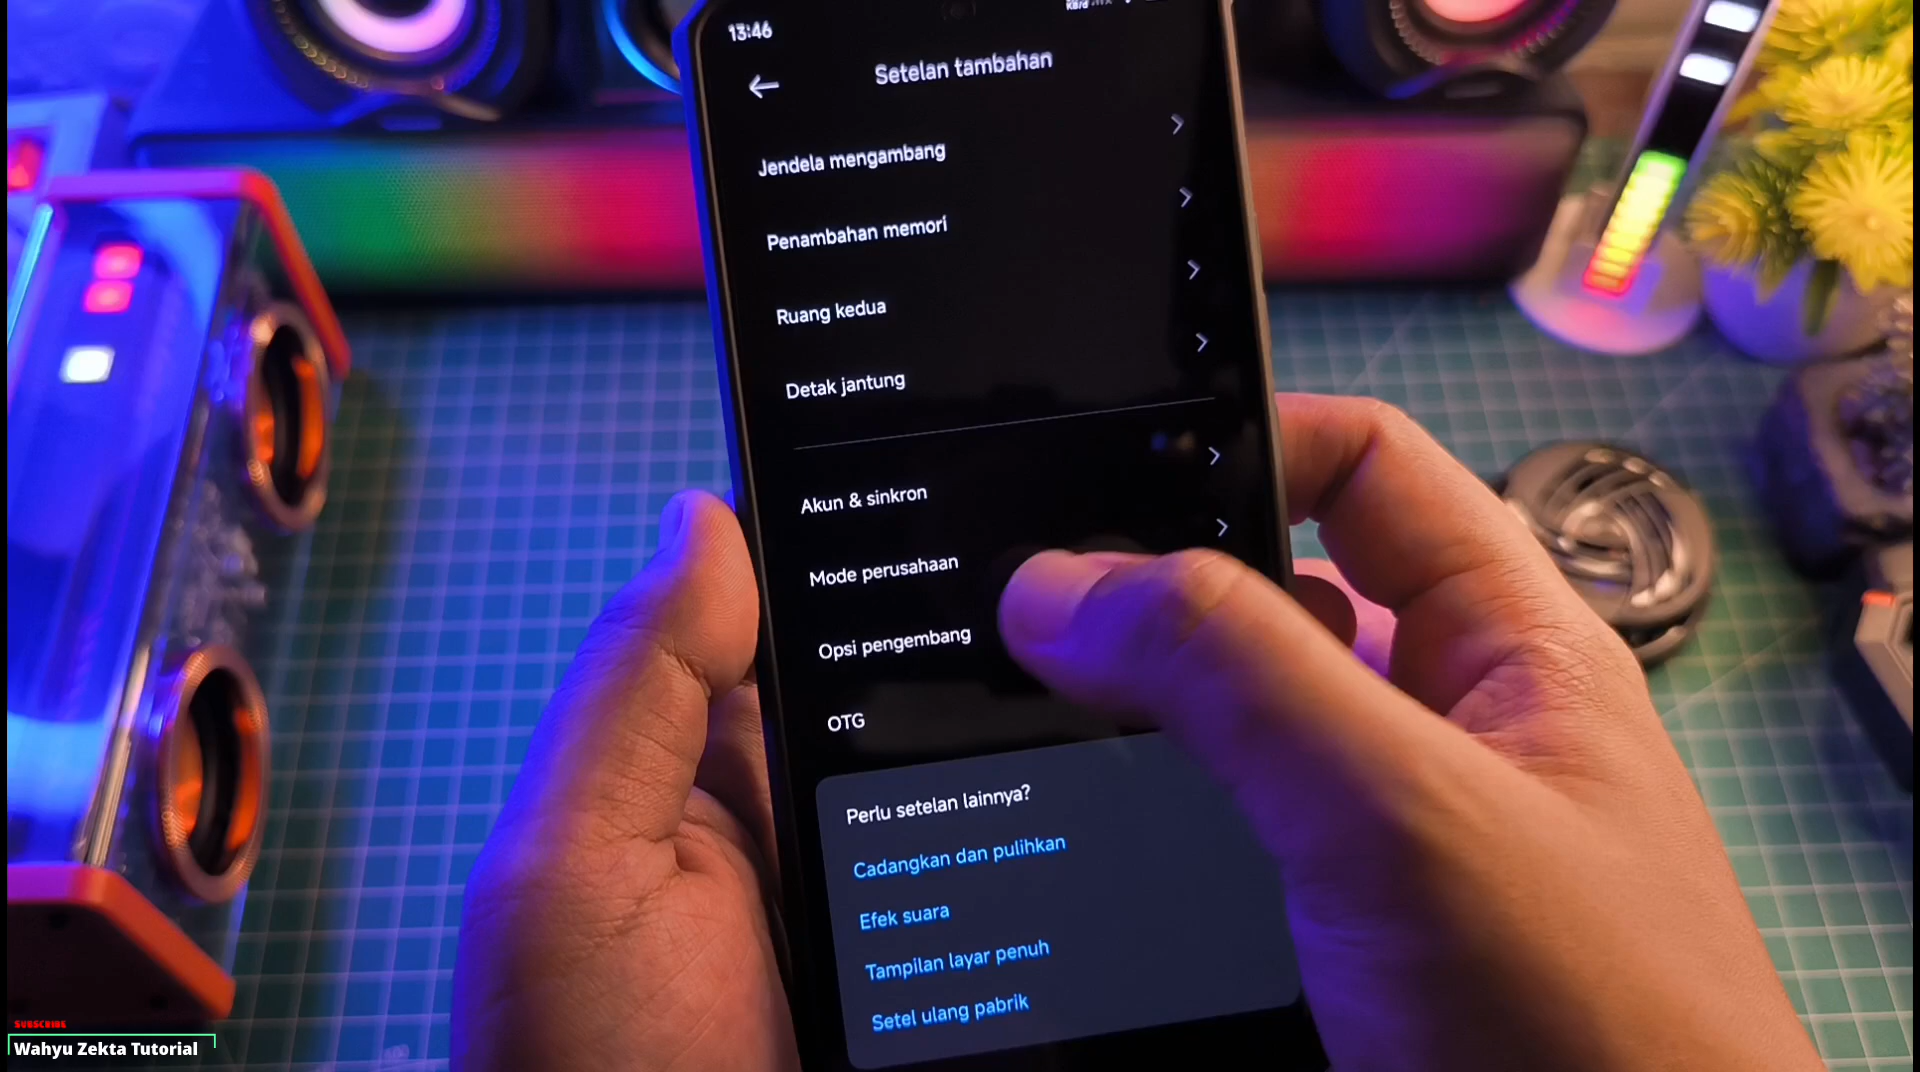 13:46
Setelan tambahan
Jendela mengambang
Penambahan memori
Ruang kedua
Detak jantung
Akun & sinkron
Mode perusahaan
Opsi pengembang
OTG
Perlu setelan lainnya?
Cadangkan dan pulihkan
Efek suara
Tampilan layar penuh
Setel ulang pabrik
SUBSCRIBE
Wahyu Zekta Tutorial